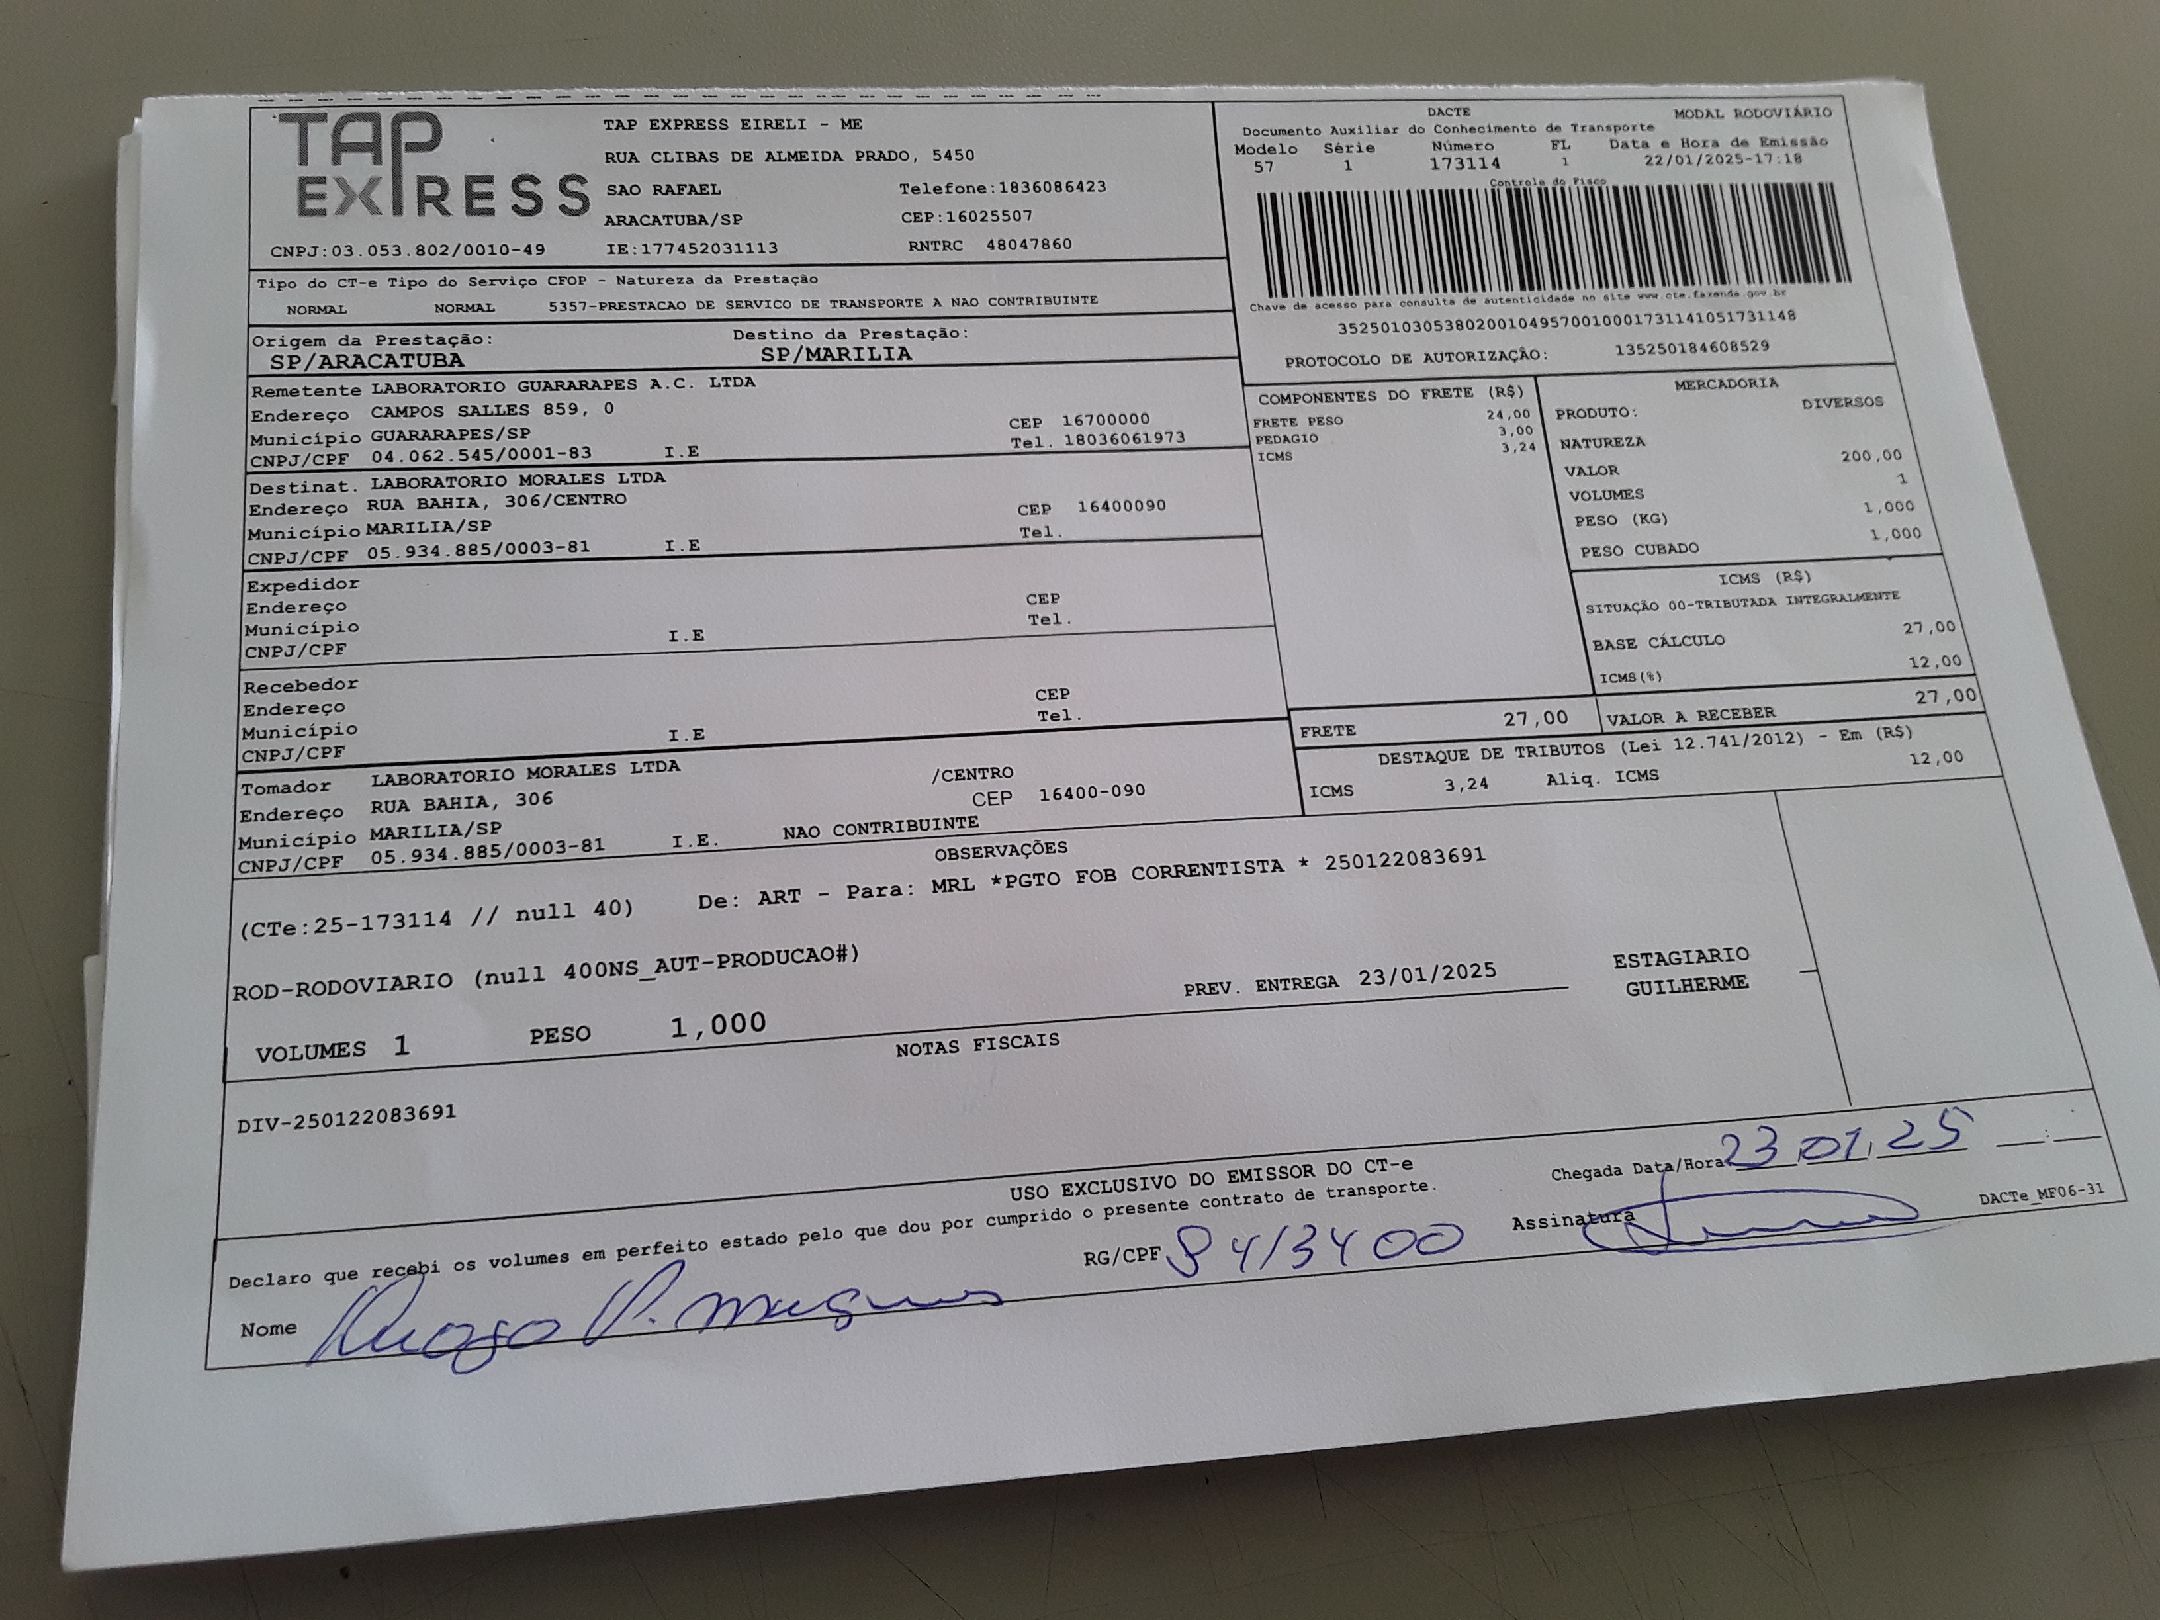 TAP EXPRESS
TAP EXPRESS EIRELI - ME
RUA CLIBAS DE ALMEIDA PRADO, 5450
SAO RAFAEL Telefone:1836086423
ARACATUBA/SP CEP:16025507
CNPJ:03.053.802/0010-49 IE:177452031113 RNTRC 48047860
DACTE MODAL RODOVIÁRIO
Documento Auxiliar do Conhecimento de Transporte
Modelo Série Número FL Data e Hora de Emissão
57 1 173114 1 22/01/2025-17:18
Controle do Fisco
Chave de acesso para consulta de autenticidade no site www.cte.fazenda.gov.br
35250103053802001049570010001731141051731148
PROTOCOLO DE AUTORIZAÇÃO: 135250184608529
Tipo do CT-e Tipo do Serviço CFOP - Natureza da Prestação
NORMAL NORMAL 5357-PRESTACAO DE SERVICO DE TRANSPORTE A NAO CONTRIBUINTE
Origem da Prestação: Destino da Prestação:
SP/ARACATUBA SP/MARILIA
Remetente LABORATORIO GUARARAPES A.C. LTDA
Endereço CAMPOS SALLES 859, 0 CEP 16700000
Município GUARARAPES/SP Tel. 18036061973
CNPJ/CPF 04.062.545/0001-83 I.E
Destinat. LABORATORIO MORALES LTDA
Endereço RUA BAHIA, 306/CENTRO CEP 16400090
Município MARILIA/SP Tel.
CNPJ/CPF 05.934.885/0003-81 I.E
Expedidor
Endereço CEP
Município Tel.
CNPJ/CPF I.E
Recebedor
Endereço CEP
Município Tel.
CNPJ/CPF I.E
Tomador LABORATORIO MORALES LTDA
Endereço RUA BAHIA, 306 /CENTRO CEP 16400-090
Município MARILIA/SP
CNPJ/CPF 05.934.885/0003-81 I.E. NAO CONTRIBUINTE
COMPONENTES DO FRETE (R$)
FRETE PESO 24,00
PEDAGIO 3,00
ICMS 3,24
MERCADORIA
PRODUTO: DIVERSOS
NATUREZA
VALOR 200,00
VOLUMES 1
PESO (KG) 1,000
PESO CUBADO 1,000
ICMS (R$)
SITUAÇÃO 00-TRIBUTADA INTEGRALMENTE
BASE CÁLCULO 27,00
ICMS(%) 12,00
FRETE 27,00 VALOR A RECEBER 27,00
DESTAQUE DE TRIBUTOS (Lei 12.741/2012) - Em (R$)
ICMS 3,24 Aliq. ICMS 12,00
OBSERVAÇÕES
(CTe:25-173114 // null 40) De: ART - Para: MRL *PGTO FOB CORRENTISTA * 250122083691
ROD-RODOVIARIO (null 400NS_AUT-PRODUCAO#)
VOLUMES 1 PESO 1,000 PREV. ENTREGA 23/01/2025 ESTAGIARIO
GUILHERME
NOTAS FISCAIS
DIV-250122083691
USO EXCLUSIVO DO EMISSOR DO CT-e
Declaro que recebi os volumes em perfeito estado pelo que dou por cumprido o presente contrato de transporte.
Chegada Data/Hora 23,01,25 __:__
Nome RG/CPF Assinatura DACTe_MF06-31